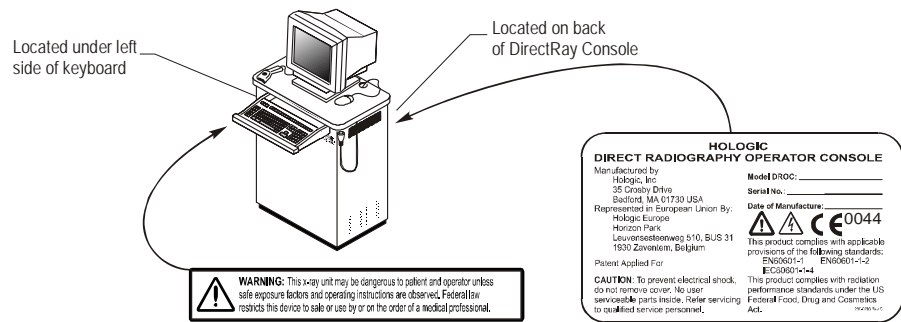 Located under left
side of keyboard
Located on back
of DirectRay Console
HOLOGIC
DIRECT RADIOGRAPHY OPERATOR CONSOLE
Manufactured by
Hologic, Inc
35 Crosby Drive
Bedford, MA 01730 USA
Represented in European Union By:
Hologic Europe
Horizon Park
Leuvensesteenweg 510, BUS 31
1930 Zaventem, Belgium
Patent Applied For
CAUTION: To prevent electrical shock,
do not remove cover. No user
serviceable parts inside. Refer servicing
to qualified service personnel.
Model DROC:
Serial No.:
Date of Manufacture:
CE 0044
This product complies with applicable
provisions of the following standards:
EN60601-1 EN60601-1-2
IEC60601-1-4
This product complies with radiation
performance standards under the US
Federal Food, Drug and Cosmetics
Act.
WARNING: This x-ray unit may be dangerous to patient and operator unless
safe exposure factors and operating instructions are observed. Federal law
restricts this device to sale or use by or on the order of a medical professional.